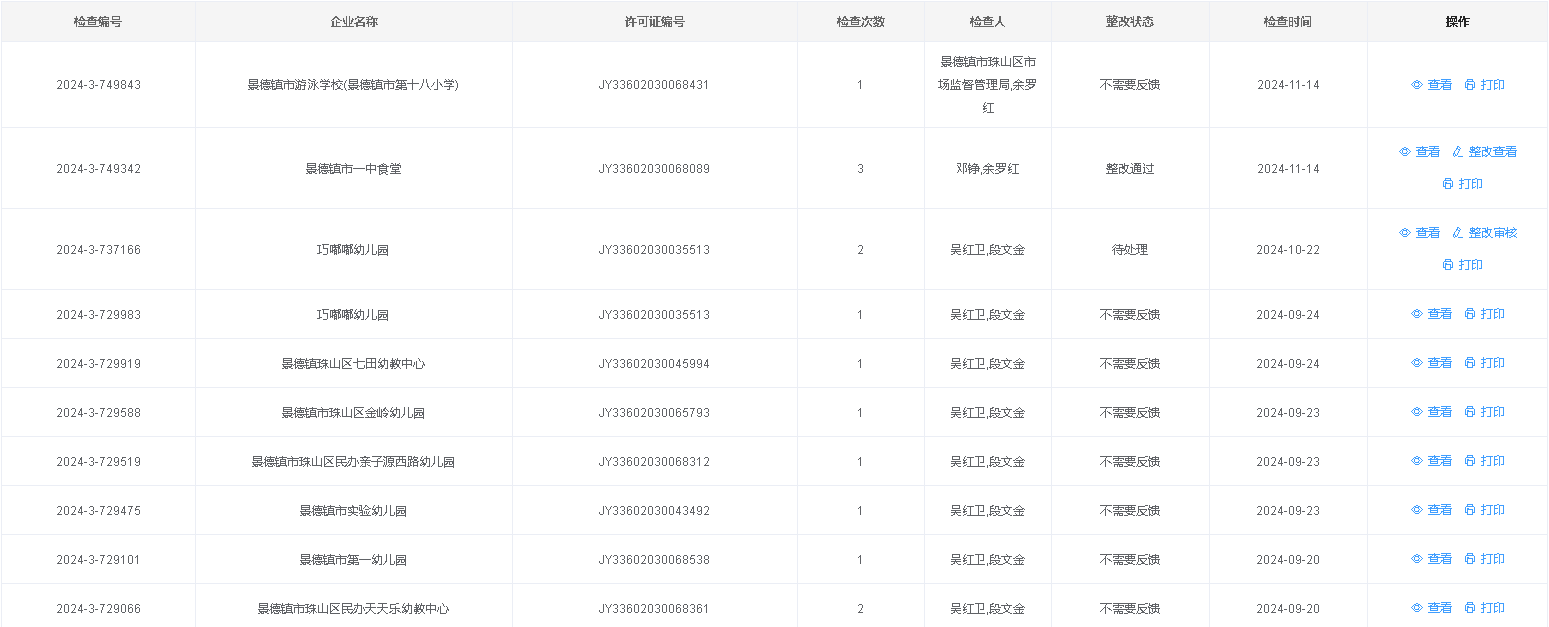 检查编号 企业名称 许可证编号 检查次数 检查人 整改状态 检查时间 操作
2024-3-749843 景德镇市游泳学校(景德镇市第十八小学) JY33602030068431 1 景德镇市珠山区市场监督管理局,余罗红 不需要反馈 2024-11-14 查看 打印
2024-3-749342 景德镇市一中食堂 JY33602030068089 3 邓铮,余罗红 整改通过 2024-11-14 查看 整改查看 打印
2024-3-737166 巧嘟嘟幼儿园 JY33602030035513 2 吴红卫,段文金 待处理 2024-10-22 查看 整改审核 打印
2024-3-729983 巧嘟嘟幼儿园 JY33602030035513 1 吴红卫,段文金 不需要反馈 2024-09-24 查看 打印
2024-3-729919 景德镇珠山区七田幼教中心 JY33602030045994 1 吴红卫,段文金 不需要反馈 2024-09-24 查看 打印
2024-3-729588 景德镇市珠山区金岭幼儿园 JY33602030065793 1 吴红卫,段文金 不需要反馈 2024-09-23 查看 打印
2024-3-729519 景德镇市珠山区民办亲子源西路幼儿园 JY33602030068312 1 吴红卫,段文金 不需要反馈 2024-09-23 查看 打印
2024-3-729475 景德镇市实验幼儿园 JY33602030043492 1 吴红卫,段文金 不需要反馈 2024-09-23 查看 打印
2024-3-729101 景德镇市第一幼儿园 JY33602030068538 1 吴红卫,段文金 不需要反馈 2024-09-20 查看 打印
2024-3-729066 景德镇市珠山区民办天天乐幼教中心 JY33602030068361 2 吴红卫,段文金 不需要反馈 2024-09-20 查看 打印